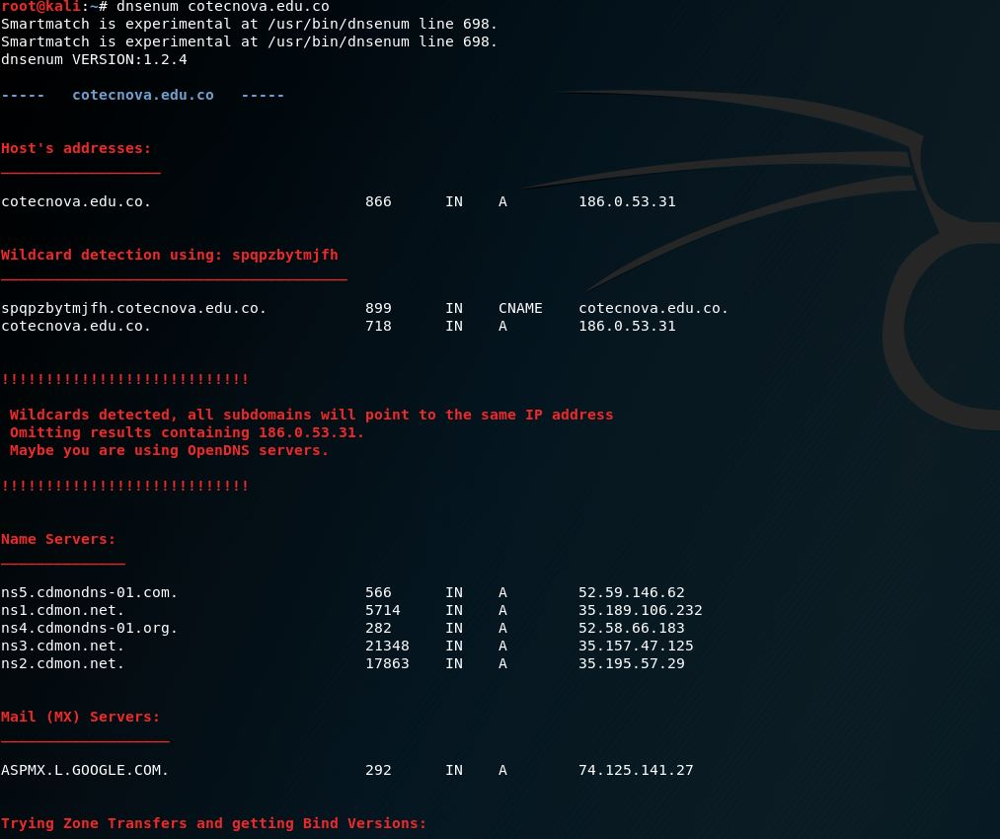 root@kali:~# dnsenum cotecnova.edu.co
Smartmatch is experimental at /usr/bin/dnsenum line 698.
Smartmatch is experimental at /usr/bin/dnsenum line 698.
dnsenum VERSION:1.2.4
-----   cotecnova.edu.co   -----
Host's addresses:
__________________
cotecnova.edu.co.                        866      IN    A        186.0.53.31
Wildcard detection using: spqpzbytmjfh
_______________________________________
spqpzbytmjfh.cotecnova.edu.co.           899      IN    CNAME    cotecnova.edu.co.
cotecnova.edu.co.                        718      IN    A        186.0.53.31
!!!!!!!!!!!!!!!!!!!!!!!!!!!!
 Wildcards detected, all subdomains will point to the same IP address
 Omitting results containing 186.0.53.31.
 Maybe you are using OpenDNS servers.
!!!!!!!!!!!!!!!!!!!!!!!!!!!!
Name Servers:
______________
ns5.cdmondns-01.com.                     566      IN    A        52.59.146.62
ns1.cdmon.net.                           5714     IN    A        35.189.106.232
ns4.cdmondns-01.org.                     282      IN    A        52.58.66.183
ns3.cdmon.net.                           21348    IN    A        35.157.47.125
ns2.cdmon.net.                           17863    IN    A        35.195.57.29
Mail (MX) Servers:
___________________
ASPMX.L.GOOGLE.COM.                      292      IN    A        74.125.141.27
Trying Zone Transfers and getting Bind Versions: